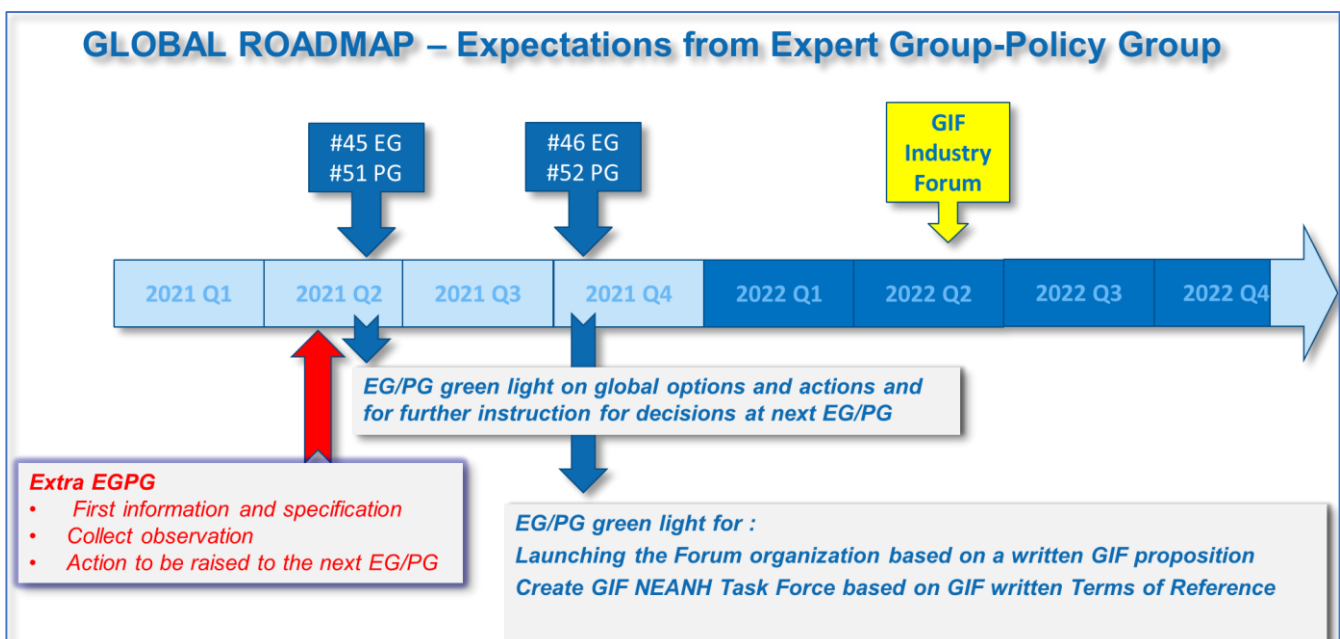 GLOBAL ROADMAP – Expectations from Expert Group-Policy Group
#45 EG
#51 PG
#46 EG
#52 PG
GIF
Industry
Forum
2021 Q1
2021 Q2
2021 Q3
2021 Q4
2022 Q1
2022 Q2
2022 Q3
2022 Q4
EG/PG green light on global options and actions and
for further instruction for decisions at next EG/PG
Extra EGPG
• First information and specification
• Collect observation
• Action to be raised to the next EG/PG
EG/PG green light for :
Launching the Forum organization based on a written GIF proposition
Create GIF NEANH Task Force based on GIF written Terms of Reference